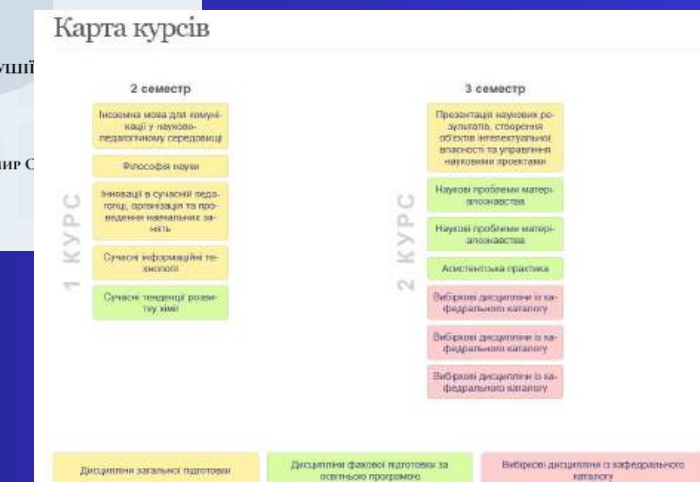 Карта курсів
2 семестр
Іноземна мова для комуні-
кації у науково-
педагогічному середовищі
Філософія науки
Інновації в сучасній педа-
гогіці, організація та про-
ведення навчальних за-
нять
Сучасні інформаційні те-
хнології
Сучасні тенденції розви-
тку хімії
1 КУРС
3 семестр
Презентація наукових ре-
зультатів, створення
об'єктів інтелектуальної
власності та управління
науковими проектами
Наукові проблеми матері-
алознавства
Наукові проблеми матері-
алознавства
Асистентська практика
Вибіркові дисципліни із ка-
федрального каталогу
Вибіркові дисципліни із ка-
федрального каталогу
Вибіркові дисципліни із ка-
федрального каталогу
2 КУРС
Дисципліни загальної підготовки
Дисципліни фахової підготовки за
освітньою програмою
Вибіркові дисципліни із кафедрального
каталогу